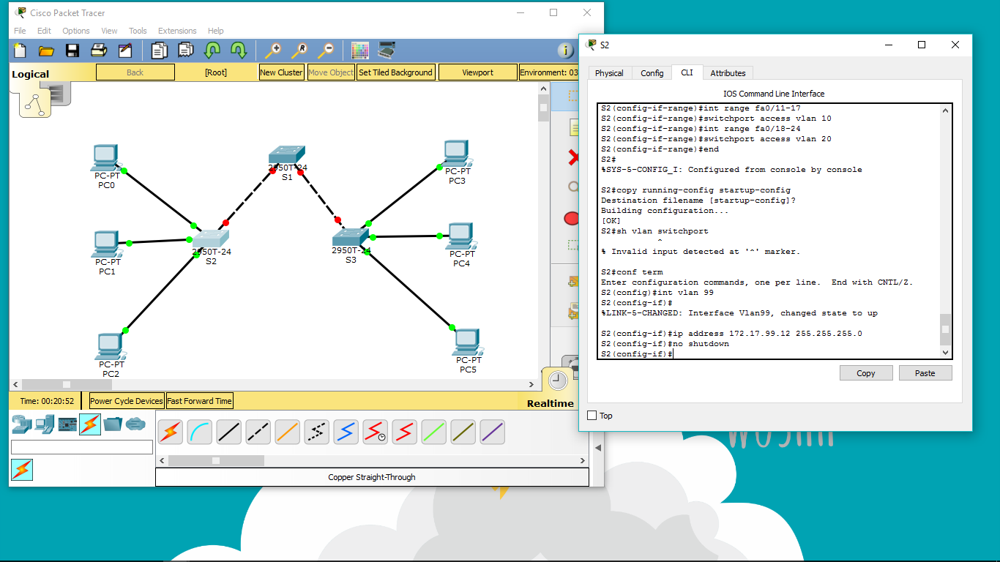 Cisco Packet Tracer
File Edit Options View Tools Extensions Help
Logical
Back
[Root]
New Cluster
Move Object
Set Tiled Background
Viewport
Environment: 03
PC-PT
PC0
2950T-24
S1
PC-PT
PC3
PC-PT
PC1
2950T-24
S2
2950T-24
S3
PC-PT
PC4
PC-PT
PC2
PC-PT
PC5
Time: 00:20:52
Power Cycle Devices
Fast Forward Time
Realtime
Copper Straight-Through
S2
Physical Config CLI Attributes
IOS Command Line Interface
S2(config-if-range)#int range fa0/11-17
S2(config-if-range)#switchport access vlan 10
S2(config-if-range)#int range fa0/18-24
S2(config-if-range)#switchport access vlan 20
S2(config-if-range)#end
S2#
%SYS-5-CONFIG_I: Configured from console by console
S2#copy running-config startup-config
Destination filename [startup-config]?
Building configuration...
[OK]
S2#sh vlan switchport
^
% Invalid input detected at '^' marker.
S2#conf term
Enter configuration commands, one per line.  End with CNTL/Z.
S2(config)#int vlan 99
S2(config-if)#
%LINK-5-CHANGED: Interface Vlan99, changed state to up
S2(config-if)#ip address 172.17.99.12 255.255.255.0
S2(config-if)#no shutdown
S2(config-if)#
Copy
Paste
Top